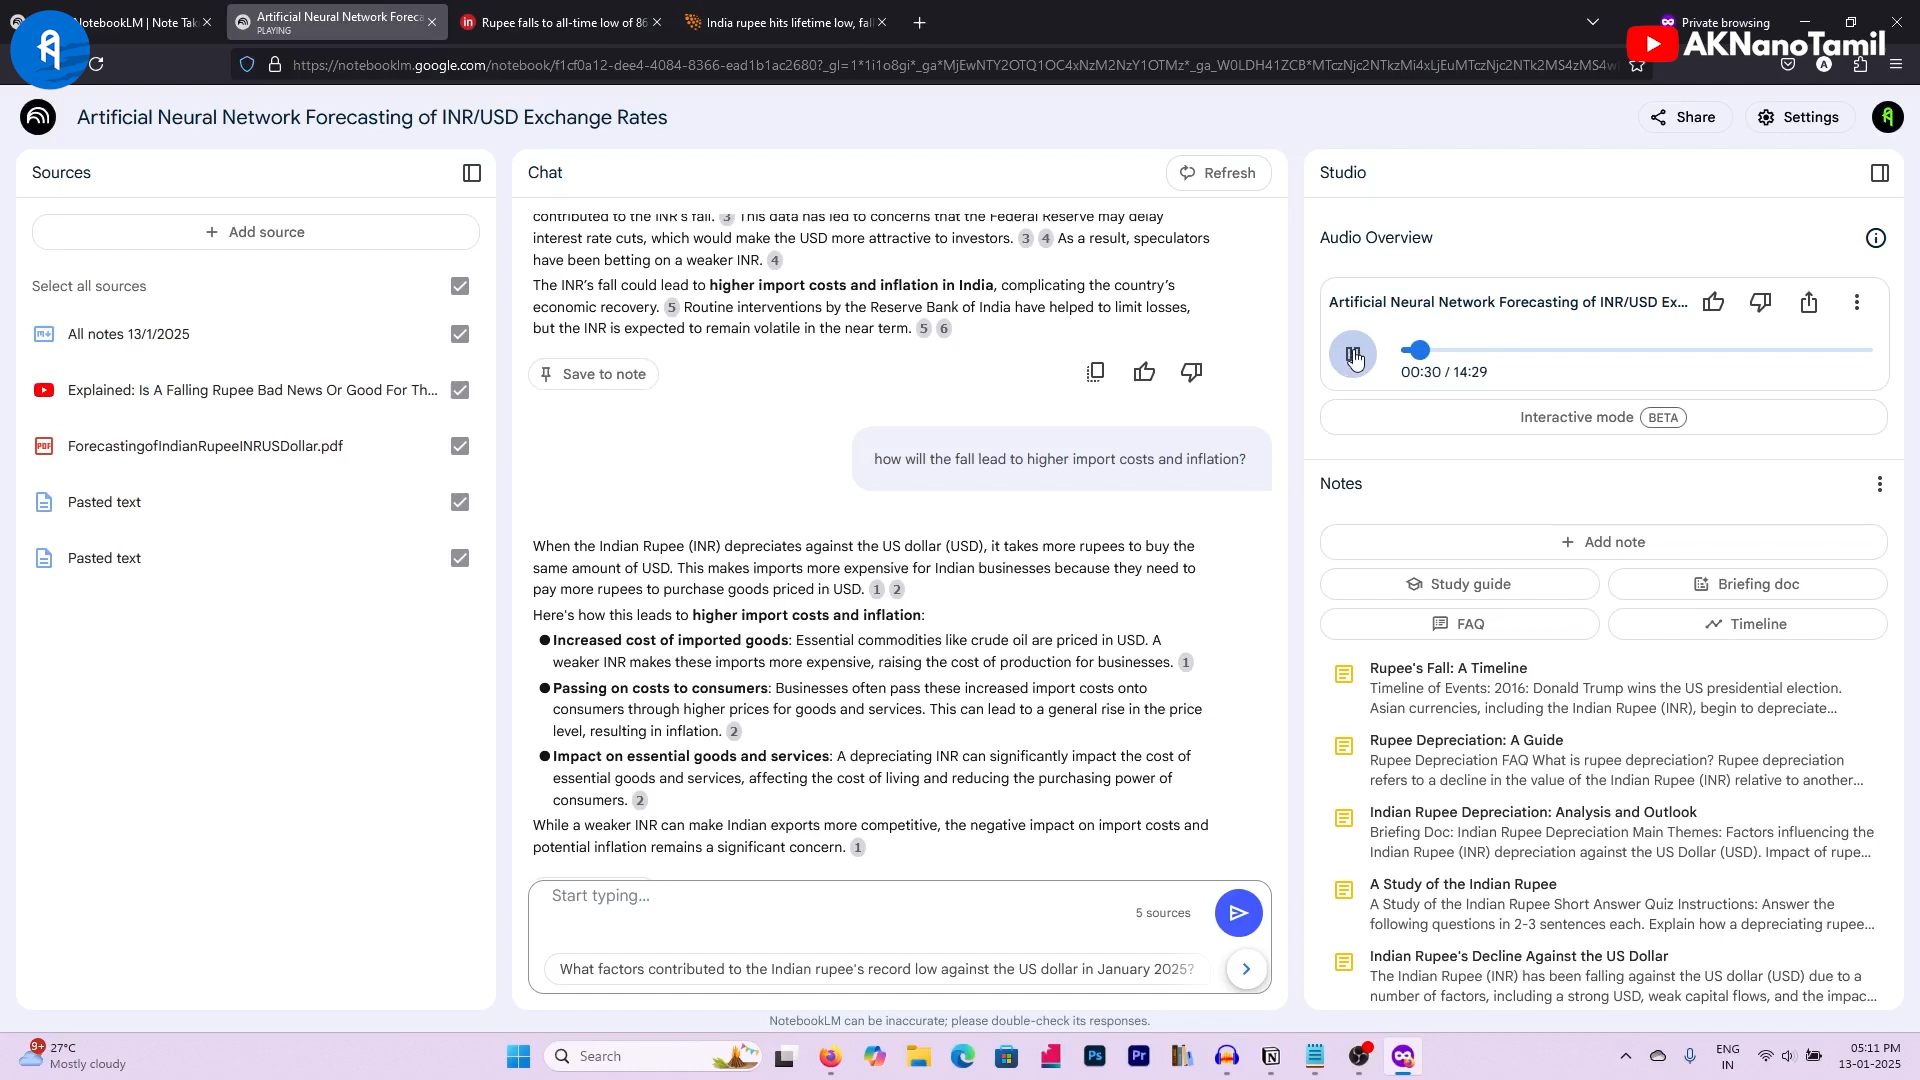 NotebookLM | Note Tak
Artificial Neural Network Foreca
PLAYING
Rupee falls to all-time low of 86
India rupee hits lifetime low, fal
Private browsing
AKNanoTamil
Artificial Neural Network Forecasting of INR/USD Exchange Rates
Share
Settings
Sources
Add source
Select all sources
All notes 13/1/2025
Explained: Is A Falling Rupee Bad News Or Good For Th...
ForecastingofIndianRupeeINRUSDollar.pdf
Pasted text
Pasted text
Chat
Refresh
contributed to the INR's fall. 3 This data has led to concerns that the Federal Reserve may delay
interest rate cuts, which would make the USD more attractive to investors. 3 4 As a result, speculators
have been betting on a weaker INR. 4
The INR’s fall could lead to higher import costs and inflation in India, complicating the country’s
economic recovery. 5 Routine interventions by the Reserve Bank of India have helped to limit losses,
but the INR is expected to remain volatile in the near term. 5 6
Save to note
how will the fall lead to higher import costs and inflation?
When the Indian Rupee (INR) depreciates against the US dollar (USD), it takes more rupees to buy the
same amount of USD. This makes imports more expensive for Indian businesses because they need to
pay more rupees to purchase goods priced in USD. 1 2
Here's how this leads to higher import costs and inflation:
● Increased cost of imported goods: Essential commodities like crude oil are priced in USD. A
weaker INR makes these imports more expensive, raising the cost of production for businesses. 1
● Passing on costs to consumers: Businesses often pass these increased import costs onto
consumers through higher prices for goods and services. This can lead to a general rise in the price
level, resulting in inflation. 2
● Impact on essential goods and services: A depreciating INR can significantly impact the cost of
essential goods and services, affecting the cost of living and reducing the purchasing power of
consumers. 2
While a weaker INR can make Indian exports more competitive, the negative impact on import costs and
potential inflation remains a significant concern. 1
Start typing...
5 sources
What factors contributed to the Indian rupee's record low against the US dollar in January 2025?
NotebookLM can be inaccurate; please double-check its responses.
Studio
Audio Overview
Artificial Neural Network Forecasting of INR/USD Ex...
00:30 / 14:29
Interactive mode BETA
Notes
Add note
Study guide
Briefing doc
FAQ
Timeline
Rupee's Fall: A Timeline
Timeline of Events: 2016: Donald Trump wins the US presidential election.
Asian currencies, including the Indian Rupee (INR), begin to depreciate...
Rupee Depreciation: A Guide
Rupee Depreciation FAQ What is rupee depreciation? Rupee depreciation
refers to a decline in the value of the Indian Rupee (INR) relative to another...
Indian Rupee Depreciation: Analysis and Outlook
Briefing Doc: Indian Rupee Depreciation Main Themes: Factors influencing the
Indian Rupee (INR) depreciation against the US Dollar (USD). Impact of rupe...
A Study of the Indian Rupee
A Study of the Indian Rupee Short Answer Quiz Instructions: Answer the
following questions in 2-3 sentences each. Explain how a depreciating rupee...
Indian Rupee's Decline Against the US Dollar
The Indian Rupee (INR) has been falling against the US dollar (USD) due to a
number of factors, including a strong USD, weak capital flows, and the impac...
9+
27°C
Mostly cloudy
Search
ENG
IN
05:11 PM
13-01-2025